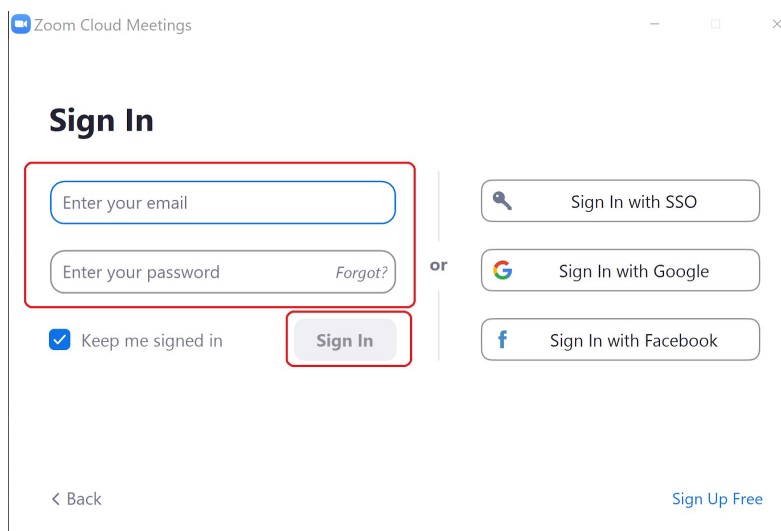 Zoom Cloud Meetings
Sign In
Enter your email
Enter your password Forgot?
Keep me signed in Sign In
or
Sign In with SSO
Sign In with Google
Sign In with Facebook
Back
Sign Up Free